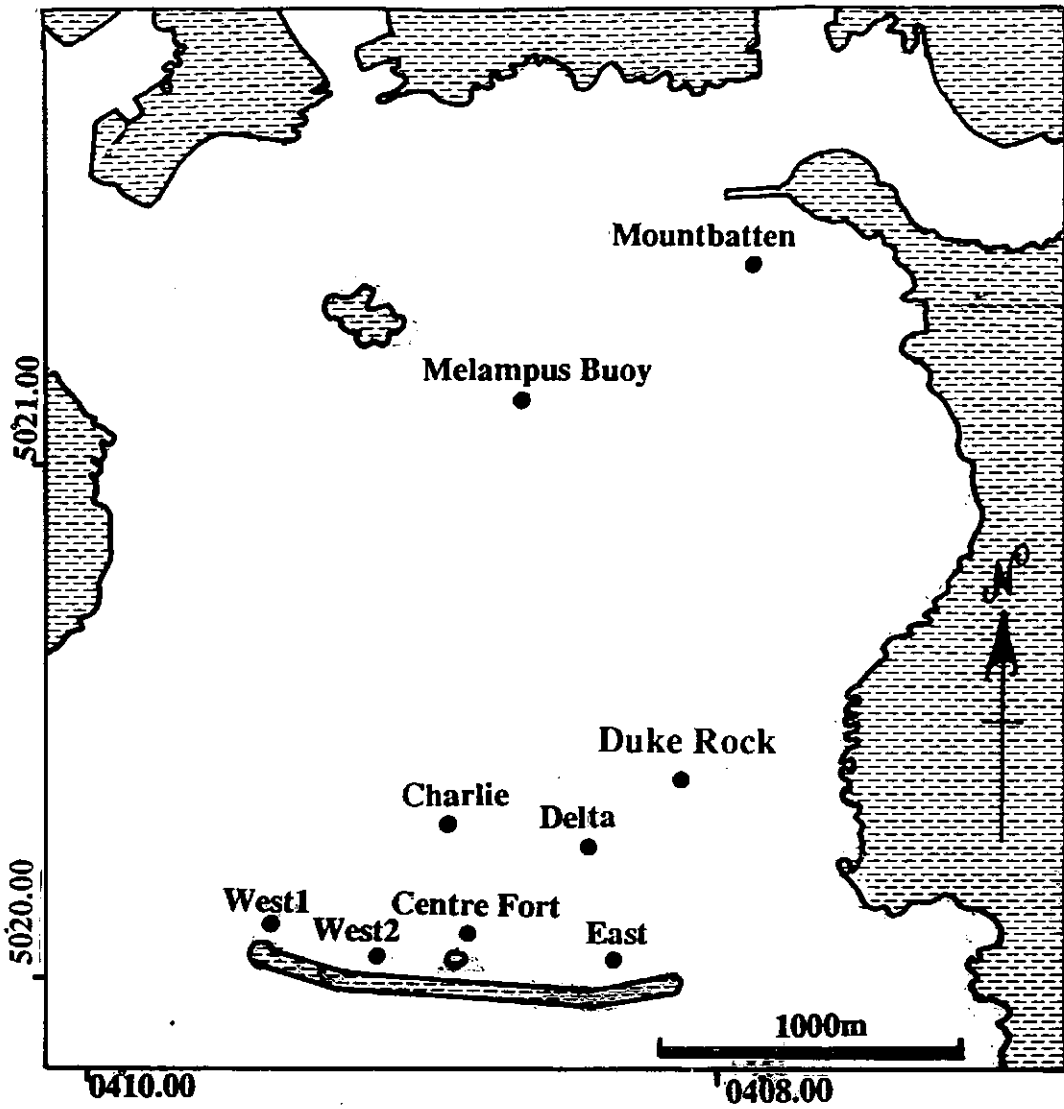 Mountbatten
Melampus Buoy
5021.00
N
Duke Rock
Charlie
Delta
West1
Centre Fort
West2
East
5020.00
1000m
0410.00
0408.00